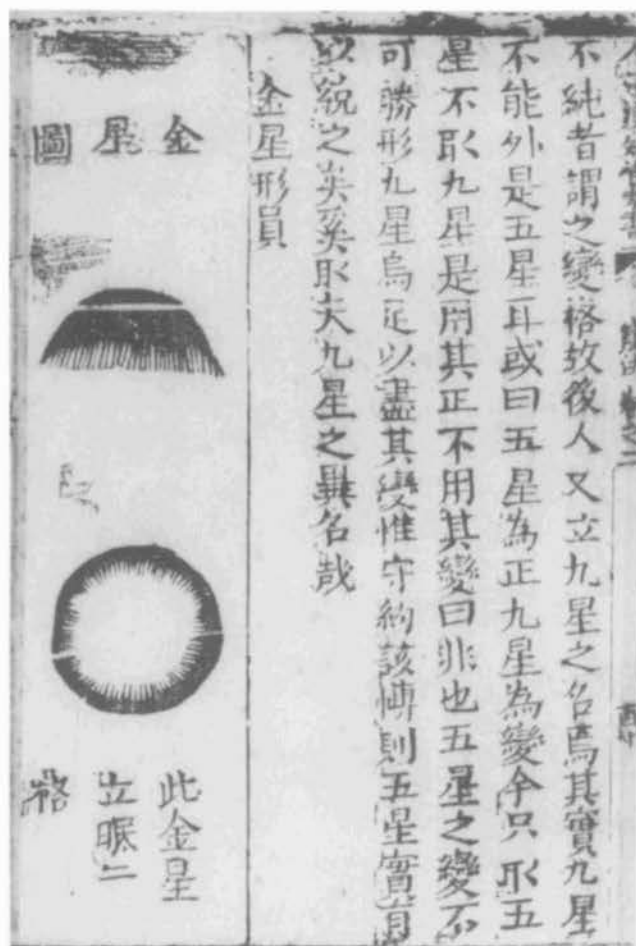 不純者謂之變格故後人又立九星之名焉其實九星
不能外是五星耳或曰五星為正九星為變今只取五
星不取九星是用其正不用其變曰非也五星之變不
可勝形九星烏足以盡其變惟守約該博則五星實有
以統之矣奚取夫九星之異名哉
金星形員
金星圖
此金星
立眠二
格